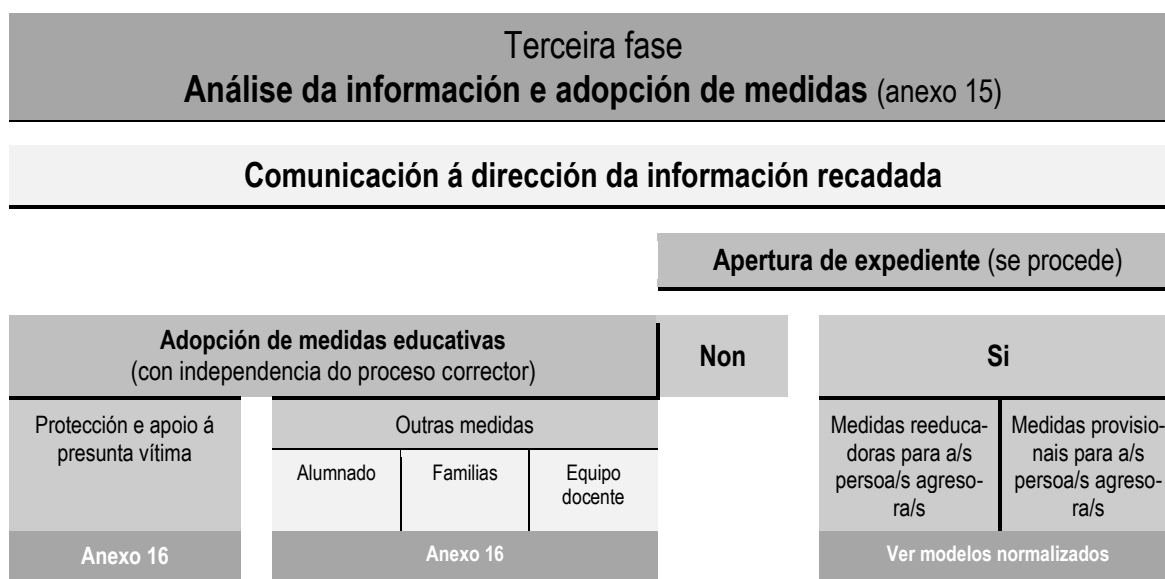 Terceira fase
Análise da información e adopción de medidas (anexo 15)
Comunicación á dirección da información recadada
Apertura de expediente (se procede)
Adopción de medidas educativas
(con independencia do proceso corrector)
Non
Si
Protección e apoio á
presunta vítima
Outras medidas
Alumnado
Familias
Equipo
docente
Medidas reeduca-
doras para a/s
persoa/s agreso-
ra/s
Medidas provisio-
nais para a/s
persoa/s agreso-
ra/s
Anexo 16
Anexo 16
Ver modelos normalizados